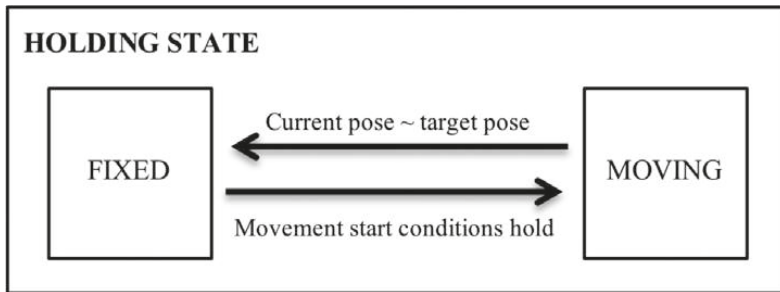 HOLDING STATE
Current pose ~ target pose
FIXED
MOVING
Movement start conditions hold